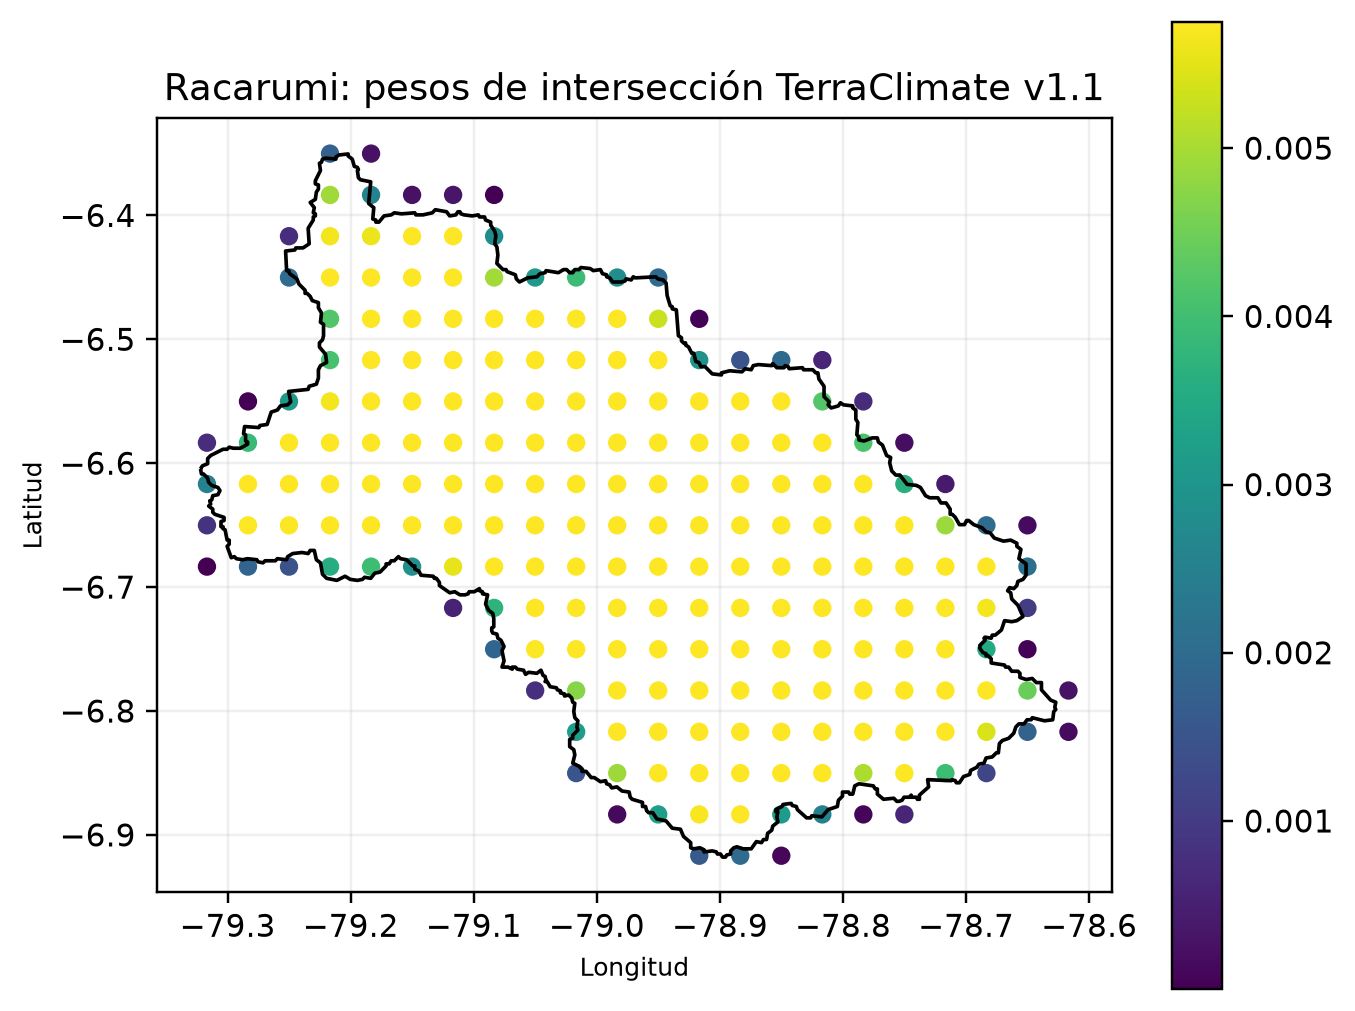 Racarumi: pesos de intersección TerraClimate v1.1
0.005
0.004
0.003
0.002
0.001
−6.4
−6.5
−6.6
−6.7
−6.8
−6.9
Latitud
−79.3 −79.2 −79.1 −79.0 −78.9 −78.8 −78.7 −78.6
Longitud